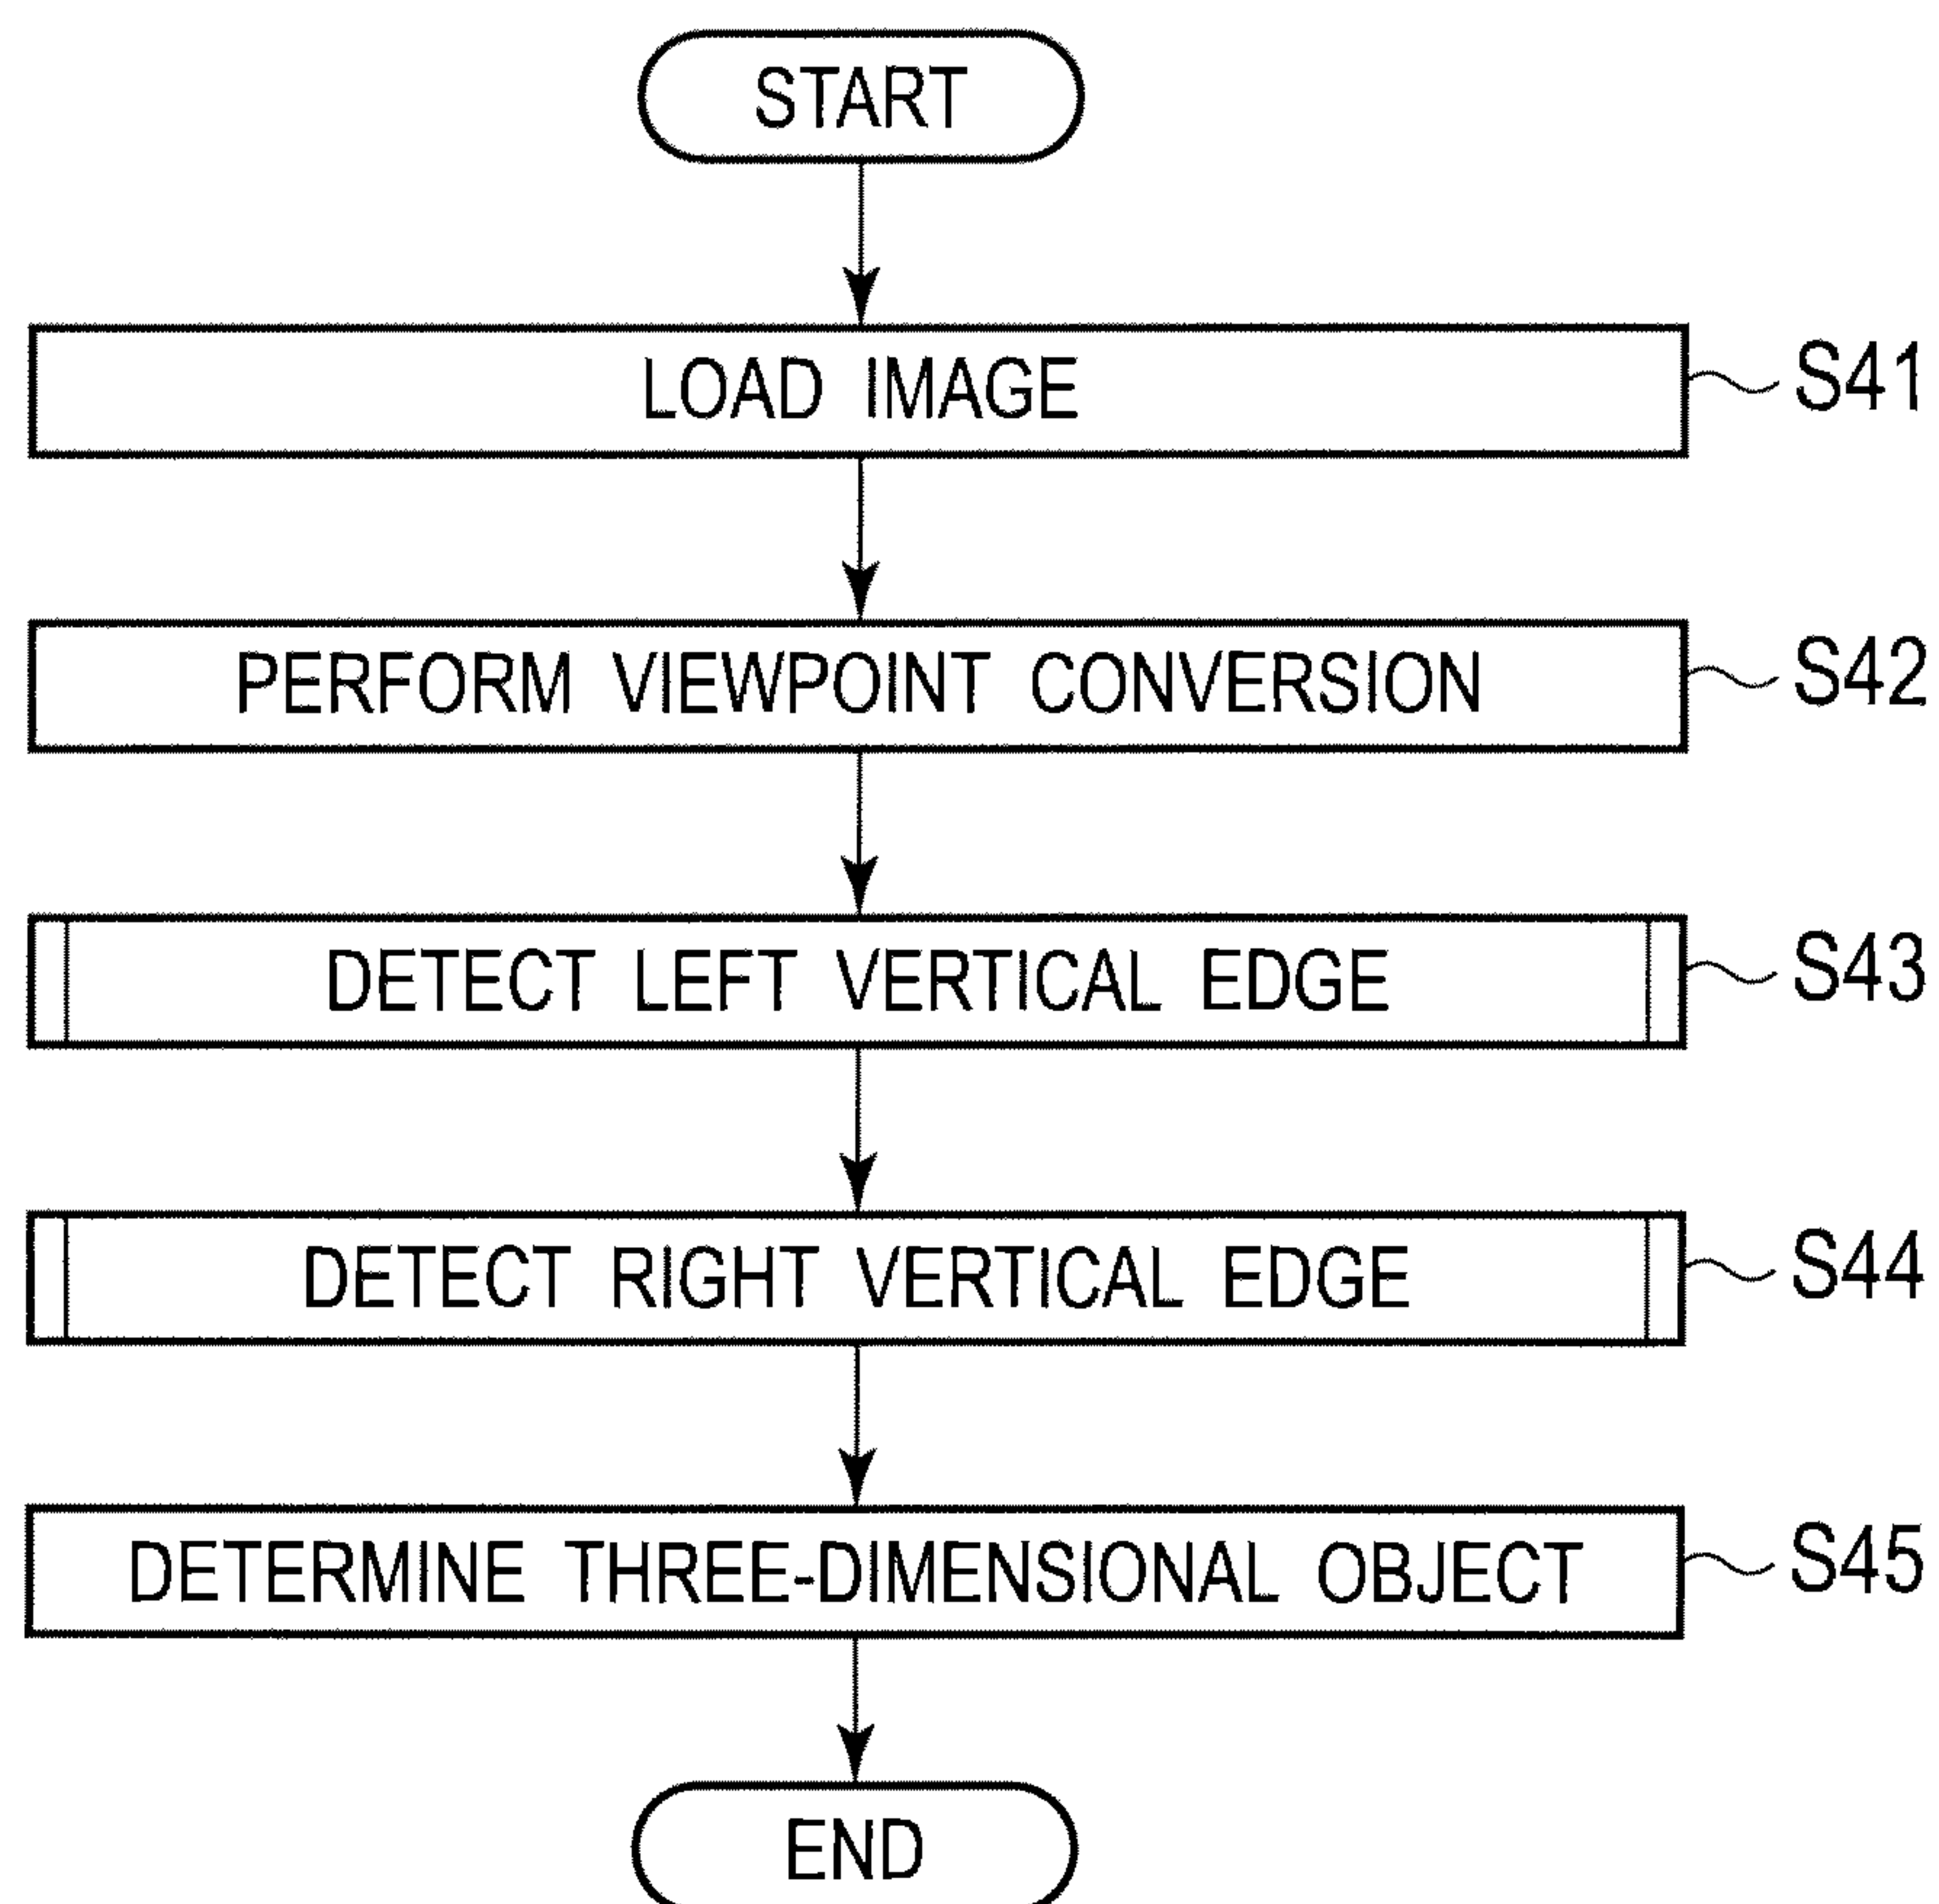 START
LOAD IMAGE
S41
PERFORM VIEWPOINT CONVERSION
S42
DETECT LEFT VERTICAL EDGE
S43
DETECT RIGHT VERTICAL EDGE
S44
DETERMINE THREE-DIMENSIONAL OBJECT
S45
END